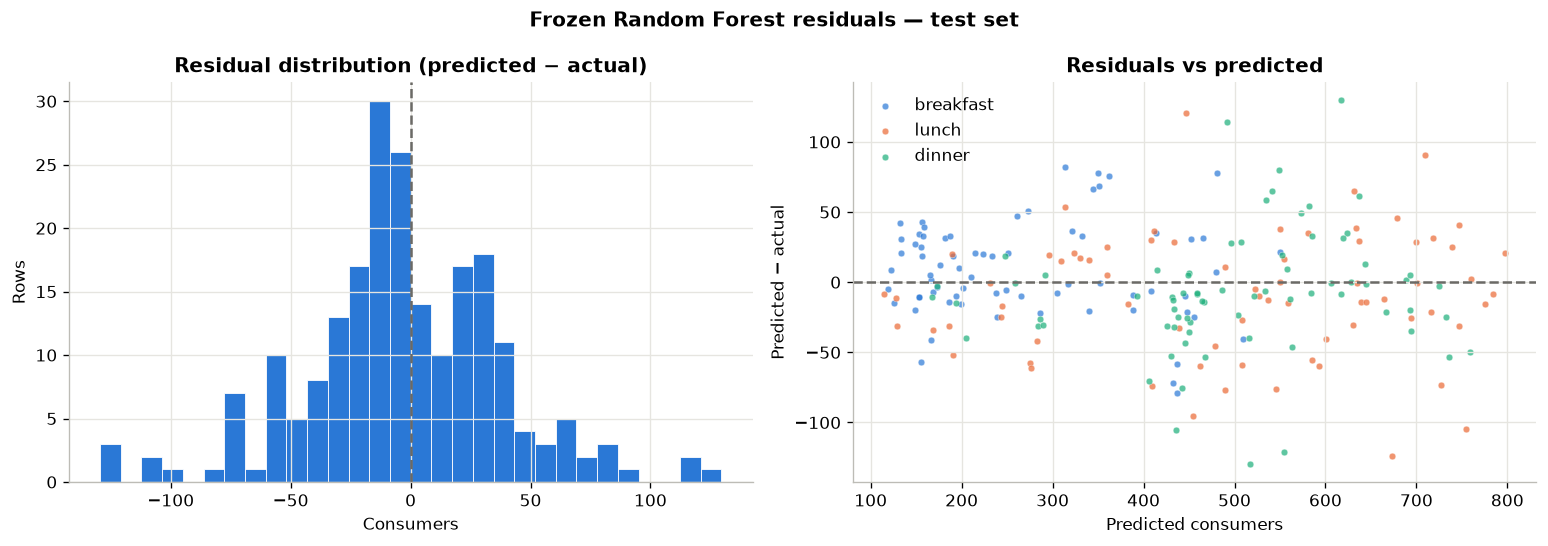 Frozen Random Forest residuals — test set
Residual distribution (predicted − actual)
30
25
20
15
10
5
0
Rows
−100
−50
0
50
100
Consumers
Residuals vs predicted
breakfast
lunch
dinner
100
50
0
−50
−100
Predicted − actual
100
200
300
400
500
600
700
800
Predicted consumers